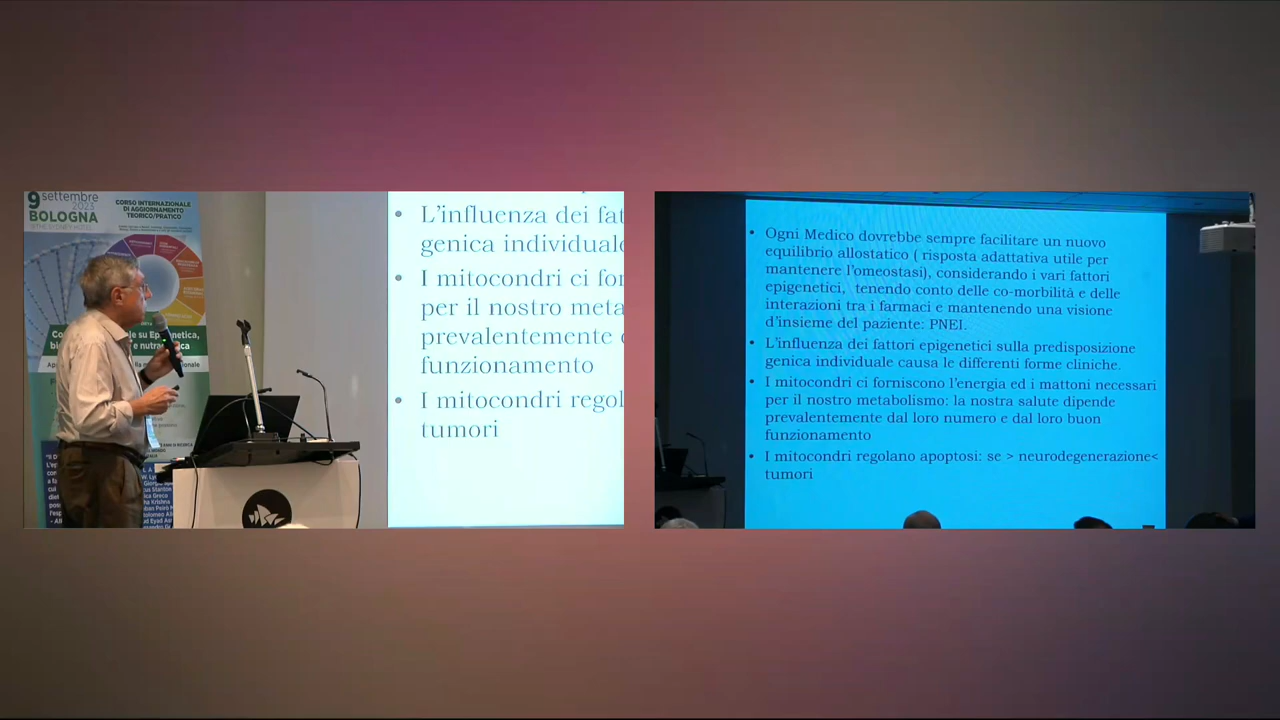 9 settembre
2023
BOLOGNA
CORSO INTERNAZIONALE
DI AGGIORNAMENTO
TEORICO/PRATICO
L'influenza dei fat
genica individuale
I mitocondri ci for
per il nostro meta
prevalentemente
funzionamento
I mitocondri regol
tumori
• Ogni Medico dovrebbe sempre facilitare un nuovo
equilibrio allostatico ( risposta adattativa utile per
mantenere l'omeostasi), considerando i vari fattori
epigenetici, tenendo conto delle co-morbilità e delle
interazioni tra i farmaci e mantenendo una visione
d'insieme del paziente: PNEI.
• L'influenza dei fattori epigenetici sulla predisposizione
genica individuale causa le differenti forme cliniche.
• I mitocondri ci forniscono l'energia ed i mattoni necessari
per il nostro metabolismo: la nostra salute dipende
prevalentemente dal loro numero e dal loro buon
funzionamento
• I mitocondri regolano apoptosi: se > neurodegenerazione<
tumori